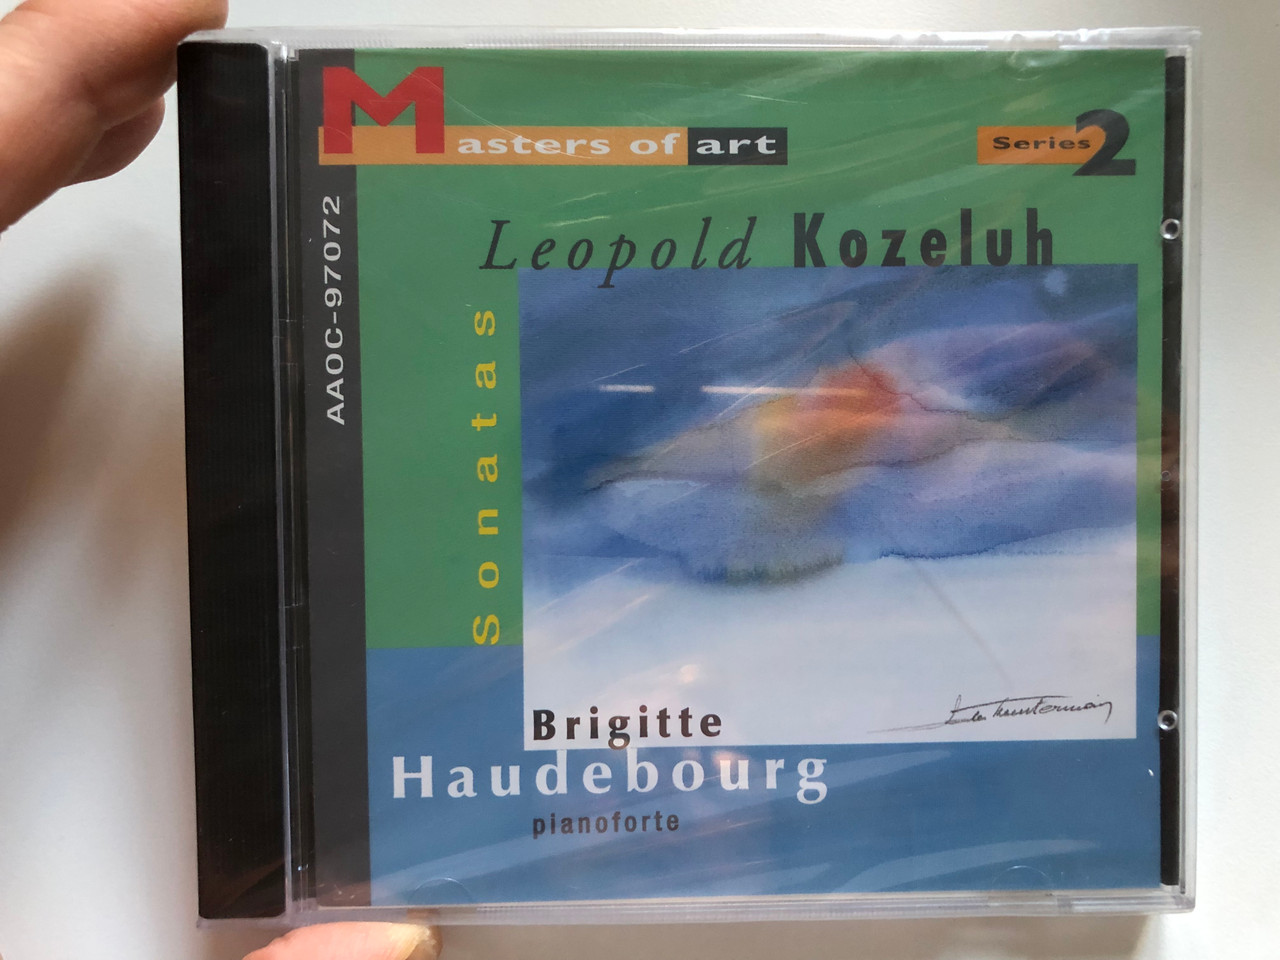 Masters of art
Series 2
AAOC-97072
Leopold Kozeluh
Sonatas
Brigitte
Haudebourg
pianoforte